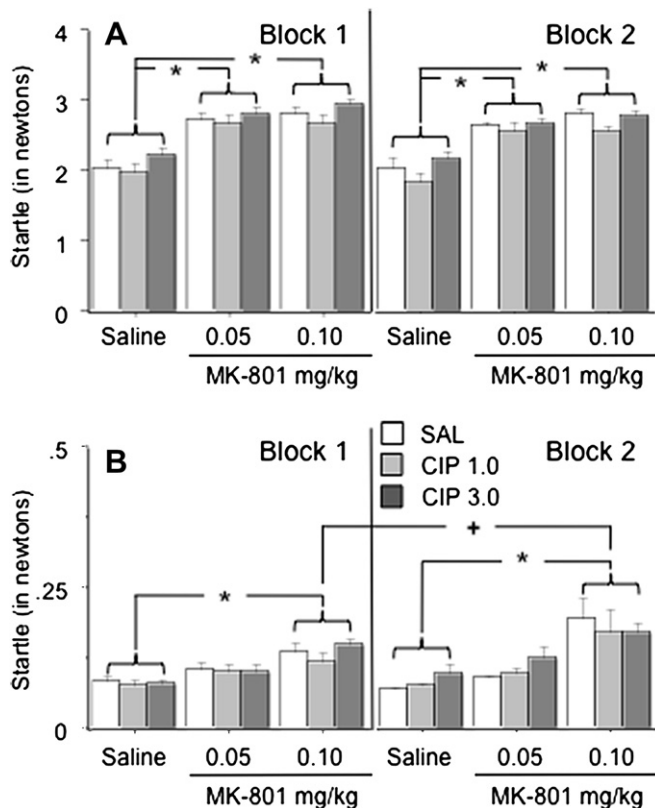 A Block 1 Block 2
Startle (in newtons)
4
3
2
1
0
* * * *
Saline 0.05 0.10 Saline 0.05 0.10
MK-801 mg/kg MK-801 mg/kg
B Block 1 Block 2
SAL
CIP 1.0
CIP 3.0
Startle (in newtons)
.5
.25
0
* + *
Saline 0.05 0.10 Saline 0.05 0.10
MK-801 mg/kg MK-801 mg/kg